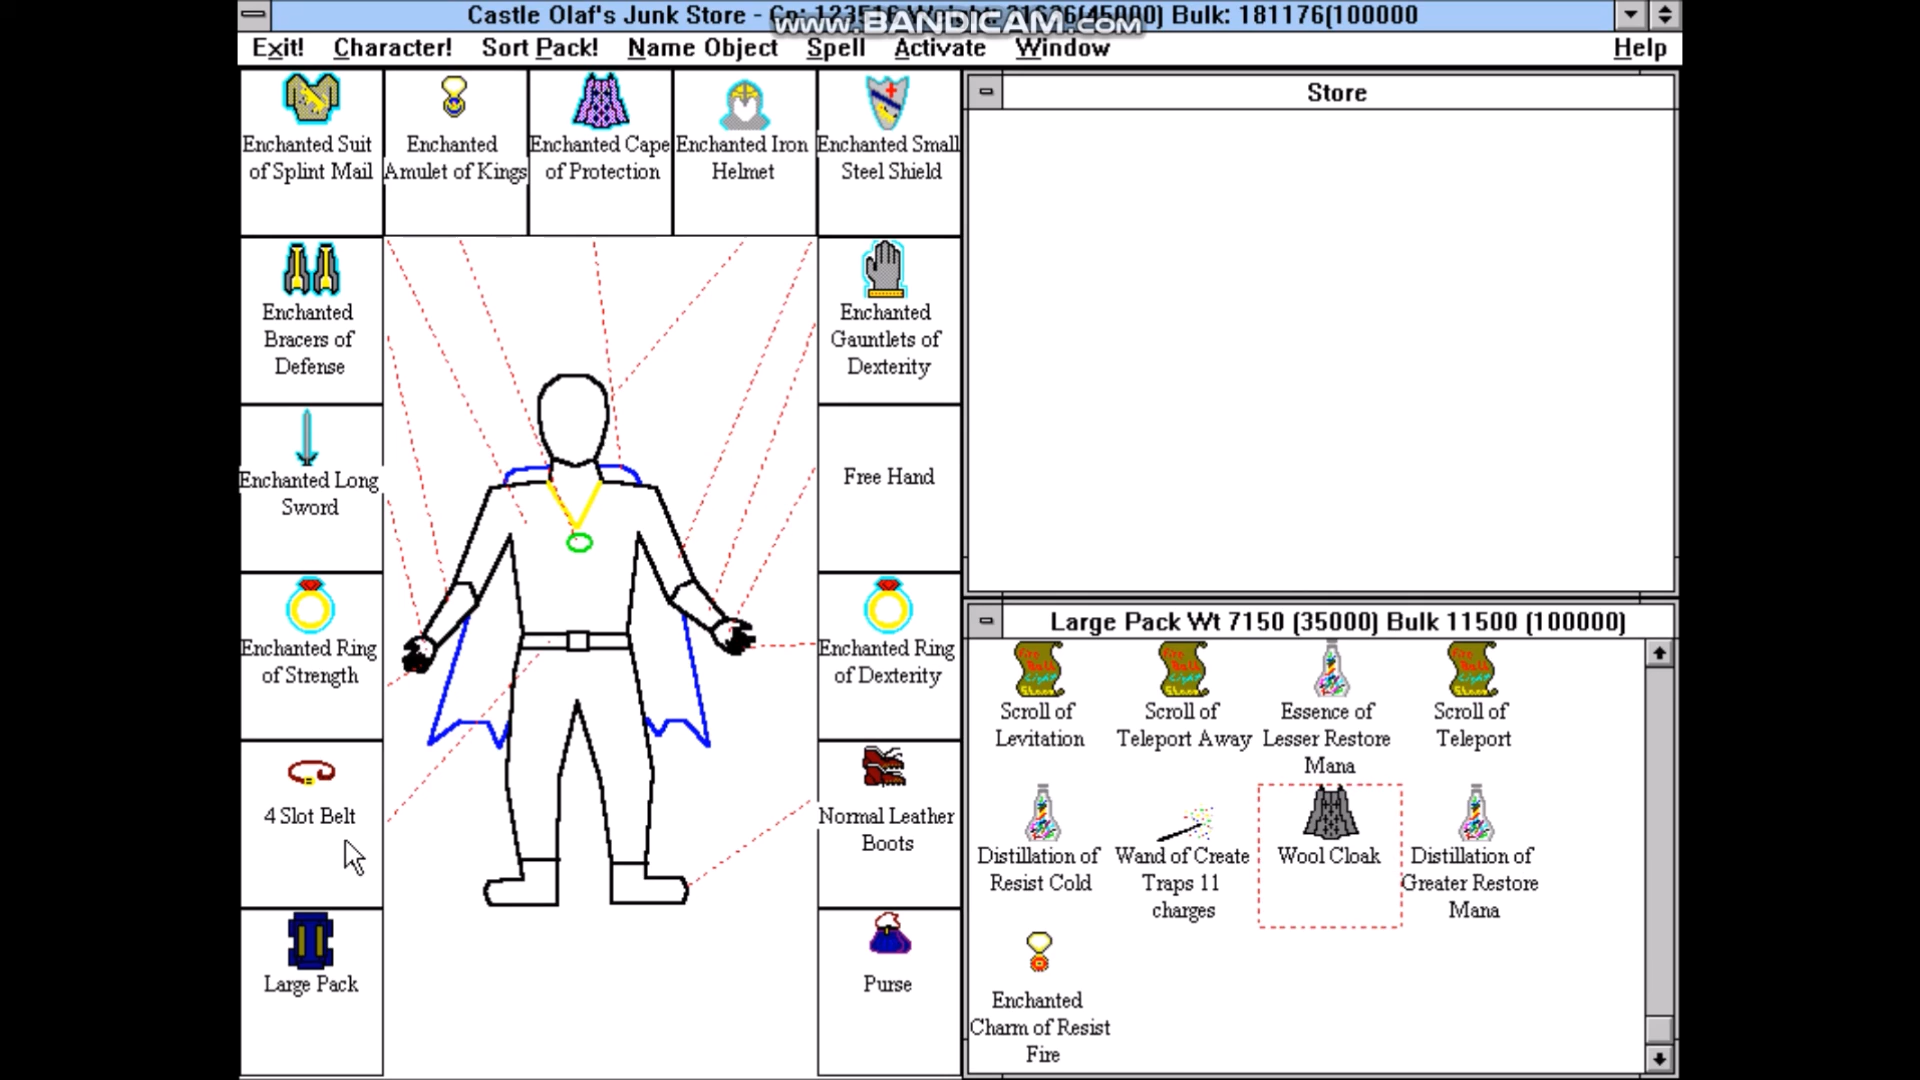 Castle Olaf's Junk Store - Cp: 123516 Weight: 31636(45000) Bulk: 181176(100000
www.BANDICAM.com
Exit! Character! Sort Pack! Name Object Spell Activate Window Help
Enchanted Suit of Splint Mail
Enchanted Amulet of Kings
Enchanted Cape of Protection
Enchanted Iron Helmet
Enchanted Small Steel Shield
Enchanted Bracers of Defense
Enchanted Gauntlets of Dexterity
Enchanted Long Sword
Free Hand
Enchanted Ring of Strength
Enchanted Ring of Dexterity
4 Slot Belt
Normal Leather Boots
Large Pack
Purse
Store
Large Pack Wt 7150 (35000) Bulk 11500 (100000)
Scroll of Levitation
Scroll of Teleport Away
Essence of Lesser Restore Mana
Scroll of Teleport
Distillation of Resist Cold
Wand of Create Traps 11 charges
Wool Cloak
Distillation of Greater Restore Mana
Enchanted Charm of Resist Fire